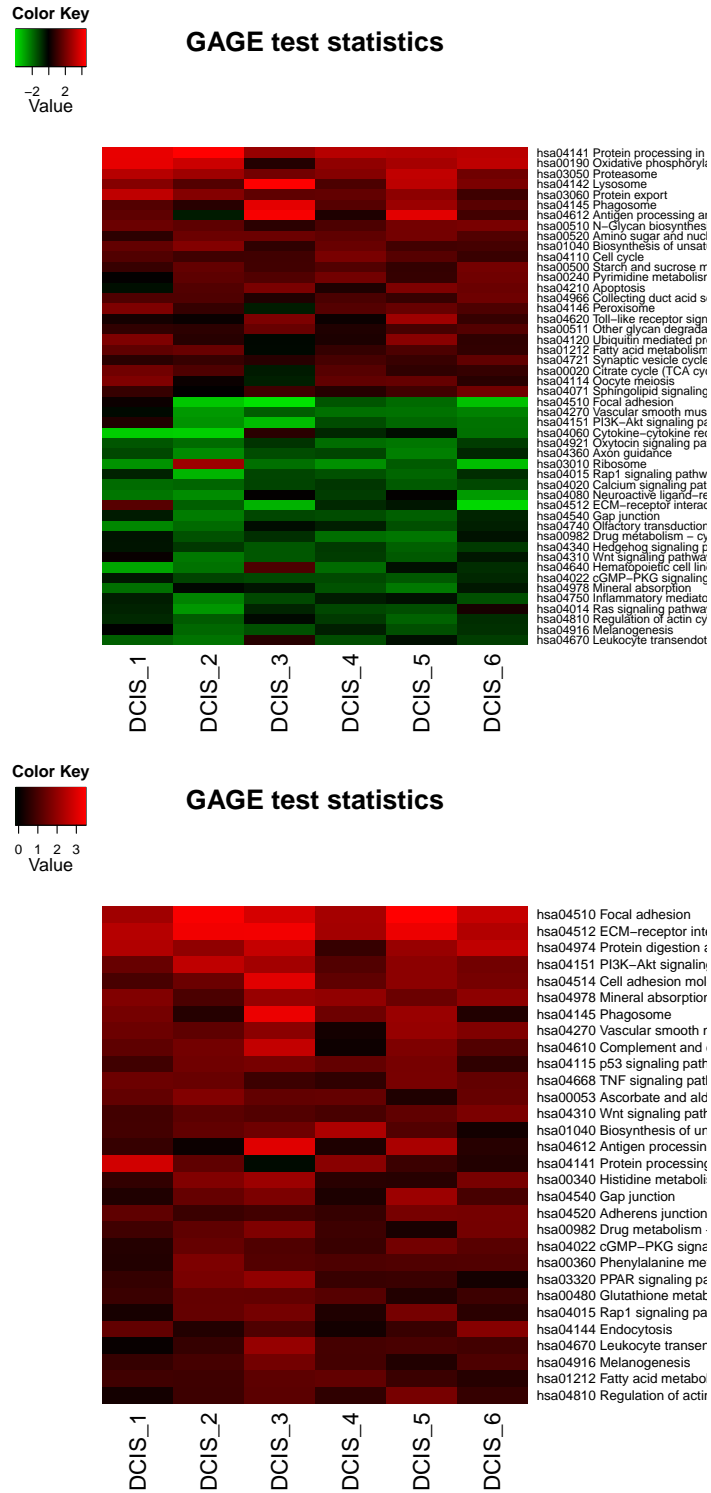 Color Key
GAGE test statistics
−2 2
Value
hsa04141 Protein processing in
hsa00190 Oxidative phosphoryla
hsa03050 Proteasome
hsa04142 Lysosome
hsa03060 Protein export
hsa04145 Phagosome
hsa04612 Antigen processing an
hsa00510 N−Glycan biosynthes
hsa00520 Amino sugar and nucl
hsa01040 Biosynthesis of unsatu
hsa04110 Cell cycle
hsa00500 Starch and sucrose m
hsa00240 Pyrimidine metabolism
hsa04210 Apoptosis
hsa04966 Collecting duct acid se
hsa04146 Peroxisome
hsa04620 Toll−like receptor sign
hsa00511 Other glycan degrada
hsa04120 Ubiquitin mediated pro
hsa01212 Fatty acid metabolism
hsa04721 Synaptic vesicle cycle
hsa00020 Citrate cycle (TCA cyc
hsa04114 Oocyte meiosis
hsa04071 Sphingolipid signaling
hsa04510 Focal adhesion
hsa04270 Vascular smooth mus
hsa04151 PI3K−Akt signaling pa
hsa04060 Cytokine−cytokine rec
hsa04921 Oxytocin signaling pa
hsa04360 Axon guidance
hsa03010 Ribosome
hsa04015 Rap1 signaling pathw
hsa04020 Calcium signaling pat
hsa04080 Neuroactive ligand−re
hsa04512 ECM−receptor interac
hsa04540 Gap junction
hsa04740 Olfactory transduction
hsa00982 Drug metabolism − cy
hsa04340 Hedgehog signaling p
hsa04310 Wnt signaling pathway
hsa04640 Hematopoietic cell line
hsa04022 cGMP−PKG signaling
hsa04978 Mineral absorption
hsa04750 Inflammatory mediato
hsa04014 Ras signaling pathway
hsa04810 Regulation of actin cy
hsa04916 Melanogenesis
hsa04670 Leukocyte transendot
DCIS_1 DCIS_2 DCIS_3 DCIS_4 DCIS_5 DCIS_6
Color Key
GAGE test statistics
0 1 2 3
Value
hsa04510 Focal adhesion
hsa04512 ECM−receptor inte
hsa04974 Protein digestion a
hsa04151 PI3K−Akt signaling
hsa04514 Cell adhesion mol
hsa04978 Mineral absorption
hsa04145 Phagosome
hsa04270 Vascular smooth m
hsa04610 Complement and c
hsa04115 p53 signaling path
hsa04668 TNF signaling path
hsa00053 Ascorbate and ald
hsa04310 Wnt signaling path
hsa01040 Biosynthesis of un
hsa04612 Antigen processin
hsa04141 Protein processing
hsa00340 Histidine metabolis
hsa04540 Gap junction
hsa04520 Adherens junction
hsa00982 Drug metabolism −
hsa04022 cGMP−PKG signa
hsa00360 Phenylalanine met
hsa03320 PPAR signaling pa
hsa00480 Glutathione metab
hsa04015 Rap1 signaling pa
hsa04144 Endocytosis
hsa04670 Leukocyte transen
hsa04916 Melanogenesis
hsa01212 Fatty acid metabol
hsa04810 Regulation of actin
DCIS_1 DCIS_2 DCIS_3 DCIS_4 DCIS_5 DCIS_6